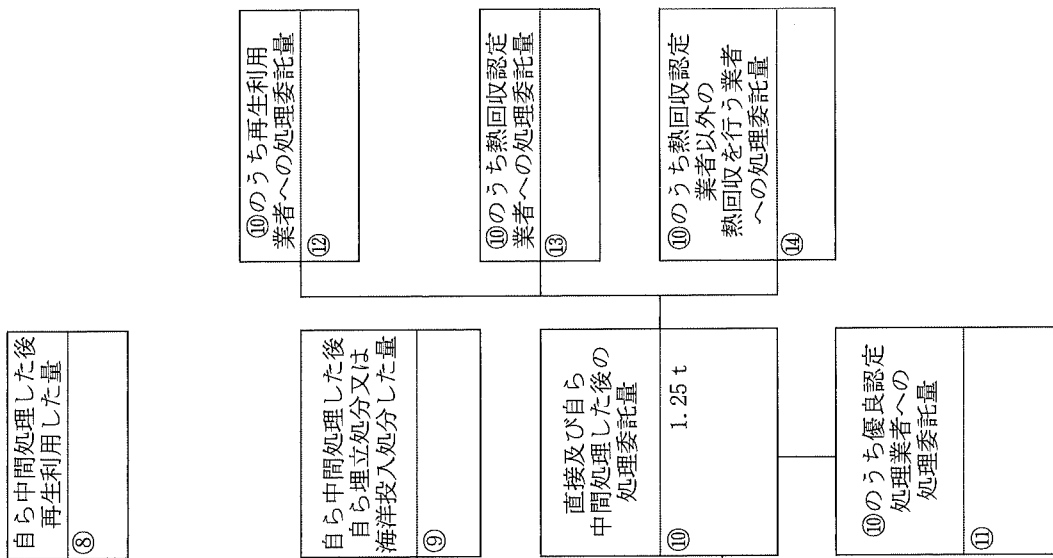 自ら中間処理した後
再生利用した量
⑧
自ら中間処理した後
自ら埋立処分又は
海洋投入処分した量
⑨
直接及び自ら
中間処理した後の
処理委託量
⑩
1.25t
⑩のうち優良認定
処理業者への
処理委託量
⑪
⑩のうち再生利用
業者への処理委託量
⑫
⑩のうち熱回収認定
業者への処理委託量
⑬
⑩のうち熱回収認定
業者以外の
熱回収を行う業者
への処理委託量
⑭